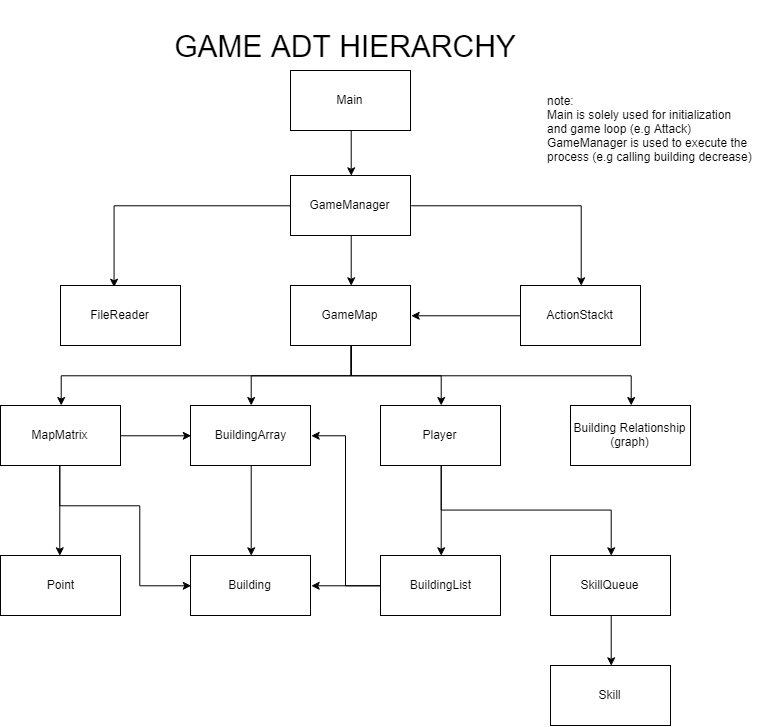 GAME ADT HIERARCHY
Main
note:
Main is solely used for initialization
and game loop (e.g Attack)
GameManager is used to execute the
process (e.g calling building decrease)
GameManager
FileReader
GameMap
ActionStackt
MapMatrix
BuildingArray
Player
Building Relationship
(graph)
Point
Building
BuildingList
SkillQueue
Skill